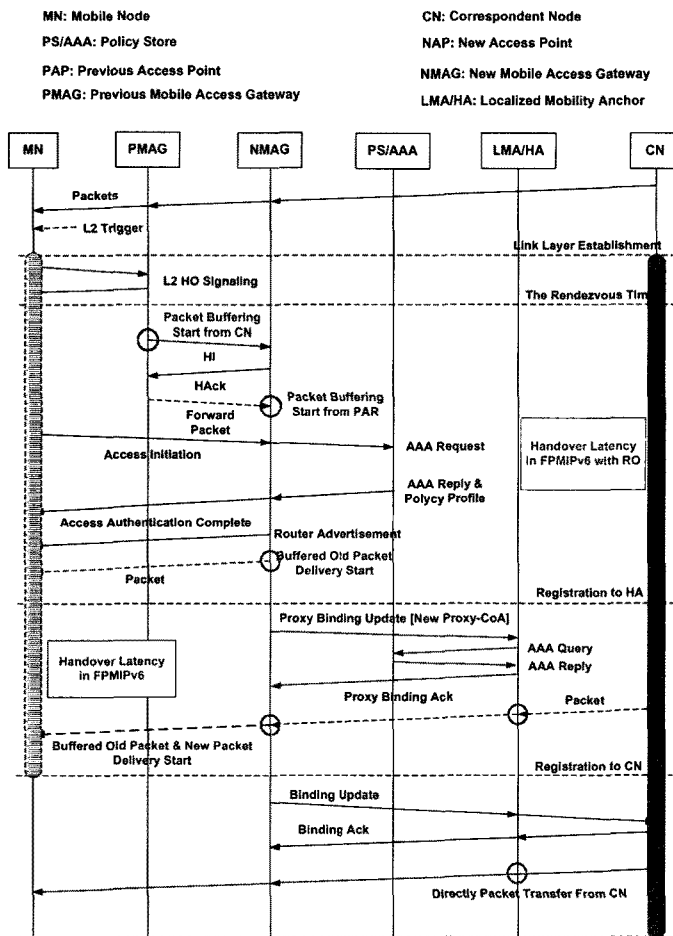 MN: Mobile Node
CN: Correspondent Node
PS/AAA: Policy Store
NAP: New Access Point
PAP: Previous Access Point
NMAG: New Mobile Access Gateway
PMAG: Previous Mobile Access Gateway
LMA/HA: Localized Mobility Anchor
MN
PMAG
NMAG
PS/AAA
LMA/HA
CN
Packets
L2 Trigger
Link Layer Establishment
L2 HO Signaling
The Rendezvous Tim
Packet Buffering
Start from CN
HI
HAck
Packet Buffering
Start from PAR
Forward
Packet
Access Initiation
AAA Request
Handover Latency
in FPMIPv6 with RO
AAA Reply &
Polycy Profile
Access Authentication Complete
Router Advertisement
Buffered Old Packet
Delivery Start
Packet
Registration to HA
Proxy Binding Update [New Proxy-CoA]
AAA Query
AAA Reply
Handover Latency
in FPMIPv6
Proxy Binding Ack
Packet
Buffered Old Packet & New Packet
Delivery Start
Registration to CN
Binding Update
Binding Ack
Directly Packet Transfer From CN